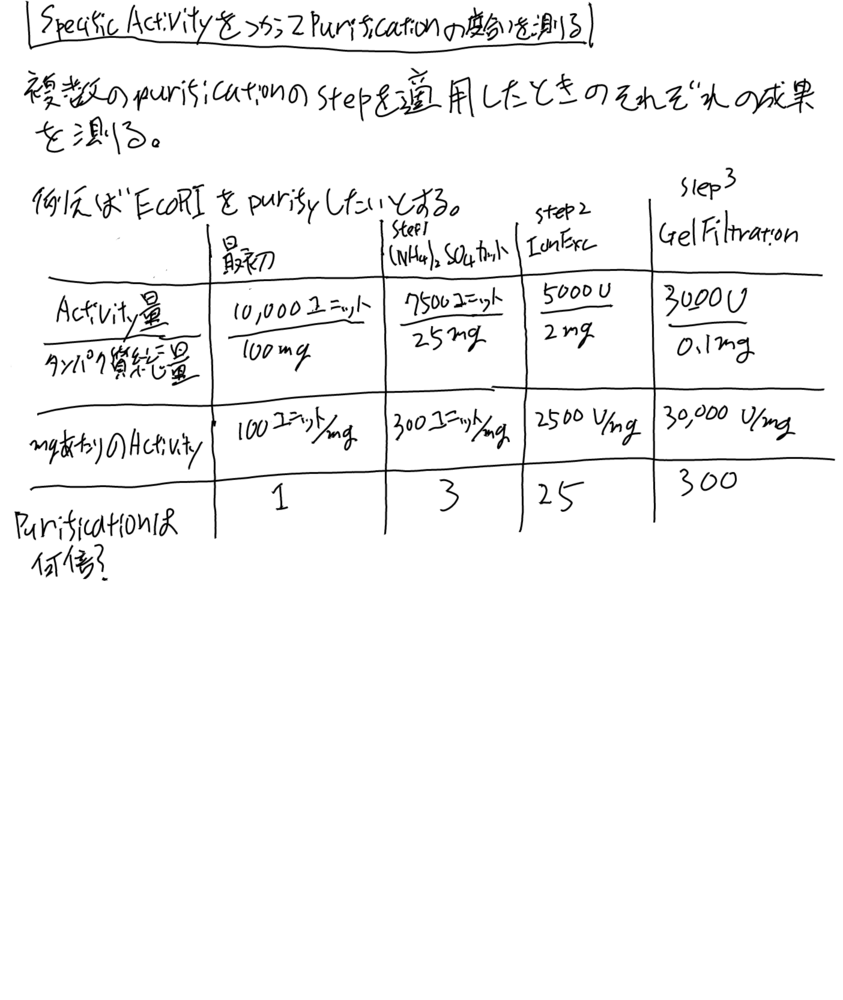 Specific ActivityをつかってPurificationの度合いを測る
複数のpurificationのstepを適用したときのそれぞれの成果
を測る。
例えばEcoRIをpurifyしたいとする。
最初 step1 (NH4)2SO4カット step2 IonExc step3 GelFiltration
Activity量 10,000ユニット 7500ユニット 5000U 3000U
タンパク質総量 100mg 25mg 2mg 0.1mg
mgあたりのActivity 100ユニット/mg 300ユニット/mg 2500 U/mg 30,000 U/mg
Purificationは 1 3 25 300
何倍?